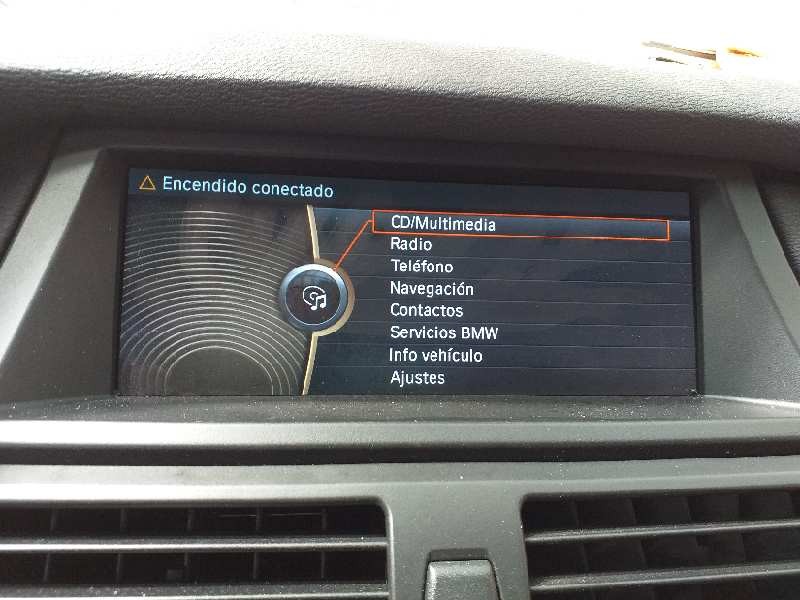 Encendido conectado
CD/Multimedia
Radio
Teléfono
Navegación
Contactos
Servicios BMW
Info vehículo
Ajustes